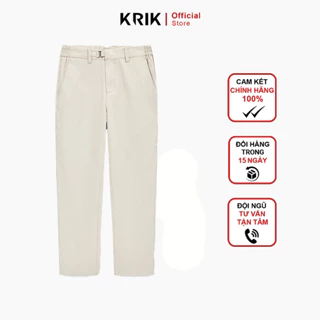 KRIK Official
Store
CAM KẾT
CHÍNH HÃNG
100%
ĐỔI HÀNG
TRONG
15 NGÀY
ĐỘI NGŨ
TƯ VẤN
TẬN TÂM